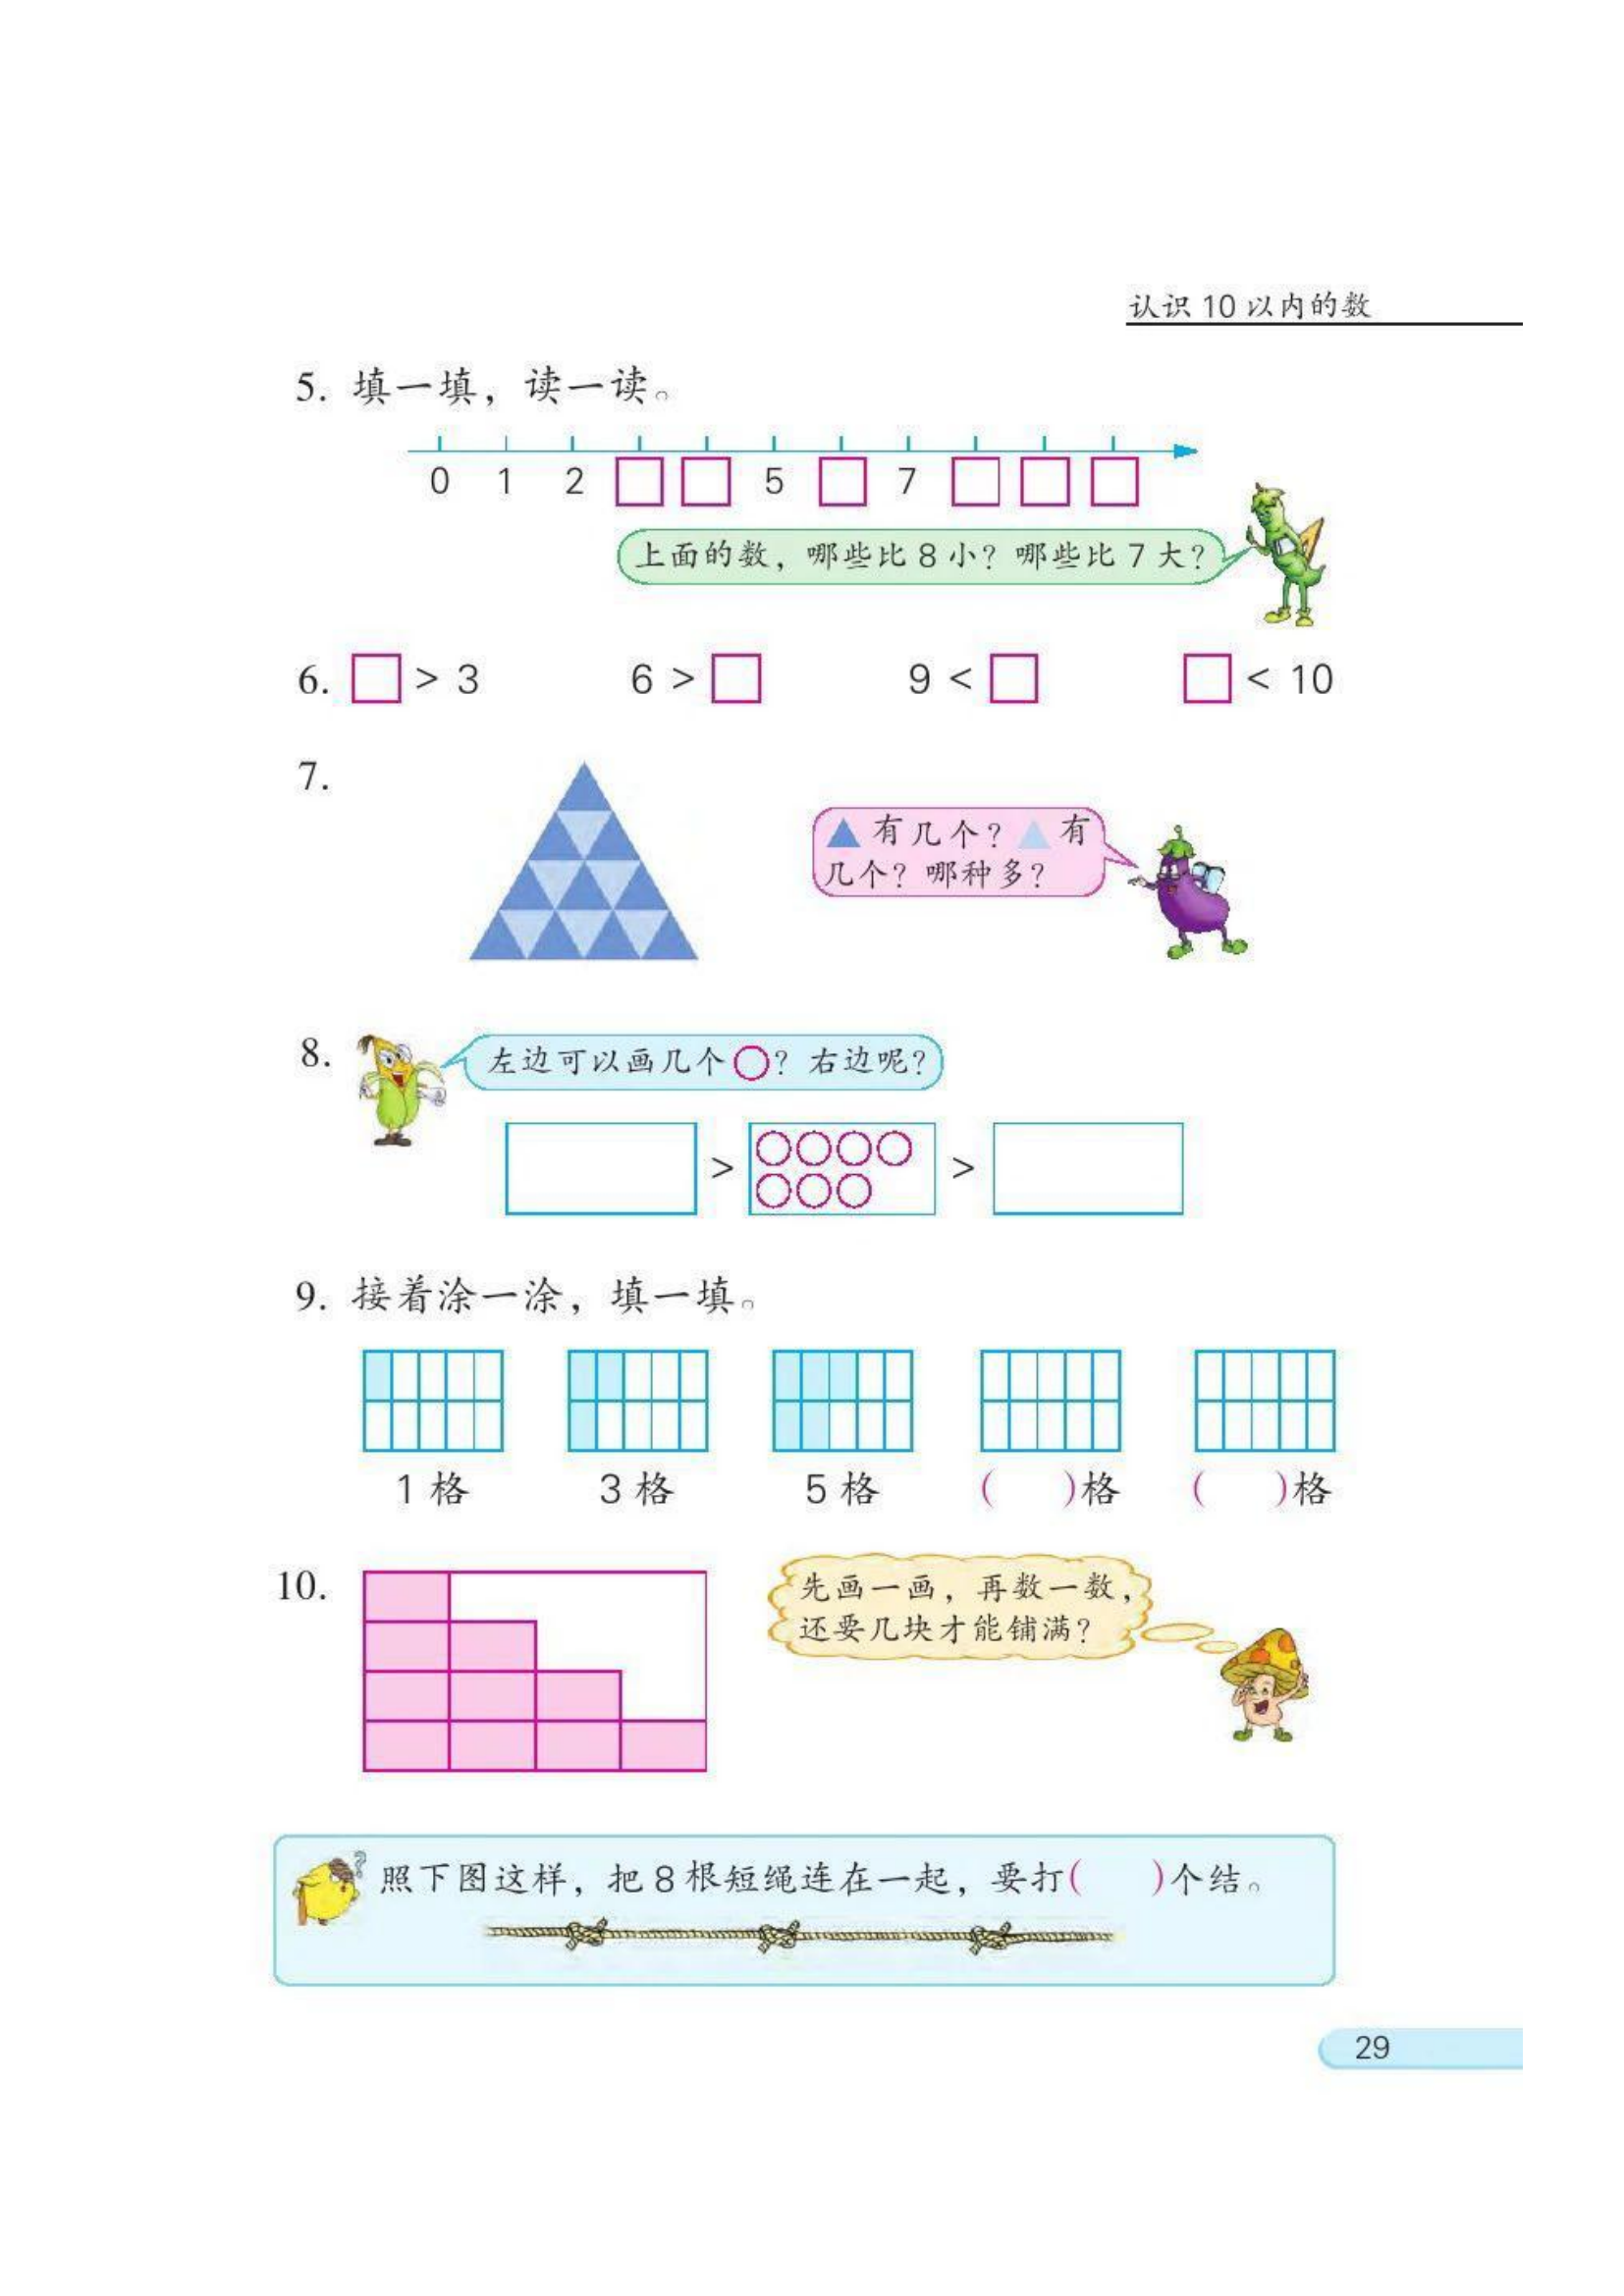 认识 10 以内的数
5. 填一填，读一读。
0 1 2 5 7
上面的数，哪些比 8 小？哪些比 7 大？
6. □ > 3 6 > □ 9 < □ □ < 10
7.
▲有几个？▲有
几个？哪种多？
8.
左边可以画几个○？右边呢？
> >
9. 接着涂一涂，填一填。
1 格 3 格 5 格 ( )格 ( )格
10.
先画一画，再数一数，
还要几块才能铺满？
照下图这样，把 8 根短绳连在一起，要打( )个结。
29